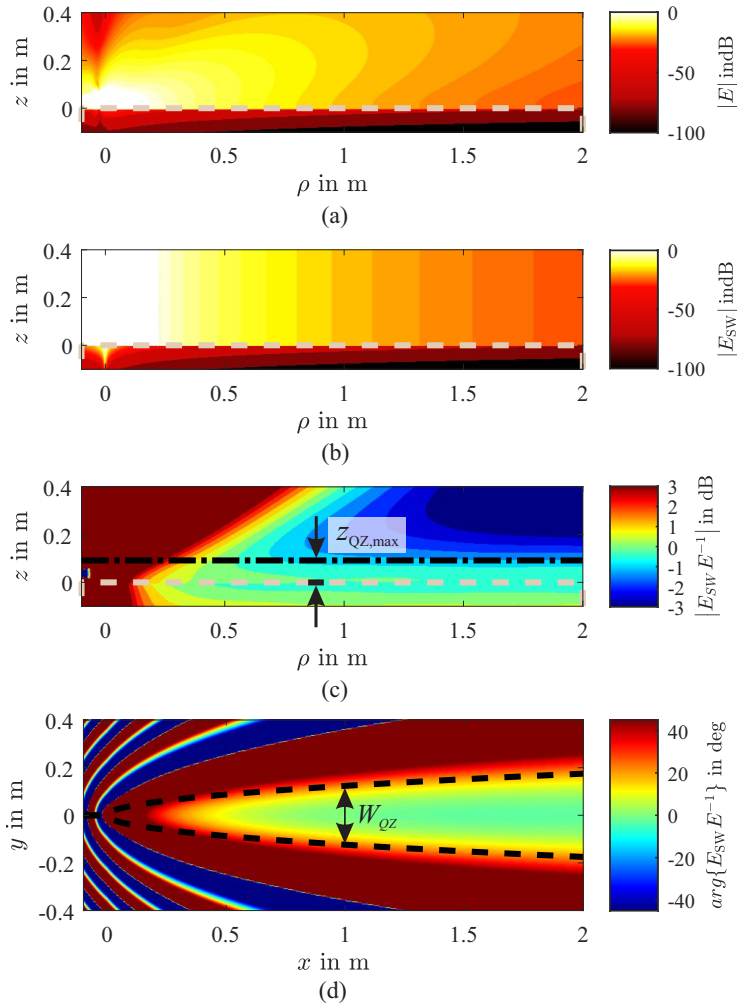 0.4
0.2
0
z in m
0 0.5 1 1.5 2
ρ in m
0
-50
-100
|E| indB
(a)
0.4
0.2
0
z in m
0 0.5 1 1.5 2
ρ in m
0
-50
-100
|E_SW| indB
(b)
0.4
0.2
0
z in m
z_QZ,max
0 0.5 1 1.5 2
ρ in m
3
2
1
0
-1
-2
-3
|E_SW E^-1| in dB
(c)
0.4
0.2
0
-0.2
-0.4
y in m
W_QZ
0 0.5 1 1.5 2
x in m
40
20
0
-20
-40
arg{E_SW E^-1} in deg
(d)